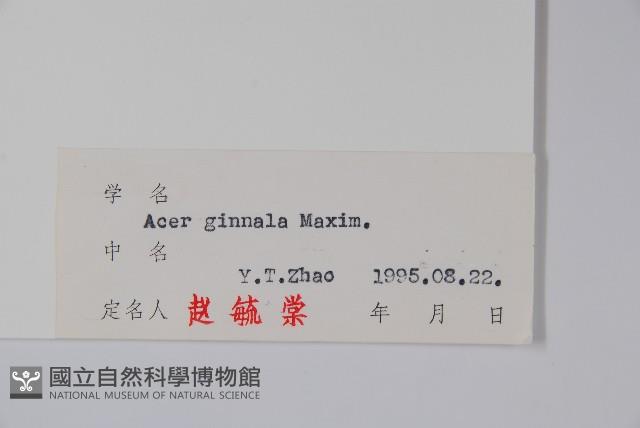 学 名
Acer ginnala Maxim.
中 名
Y.T.Zhao 1995.08.22.
定名人 赵毓棠 年 月 日
國立自然科學博物館
NATIONAL MUSEUM OF NATURAL SCIENCE